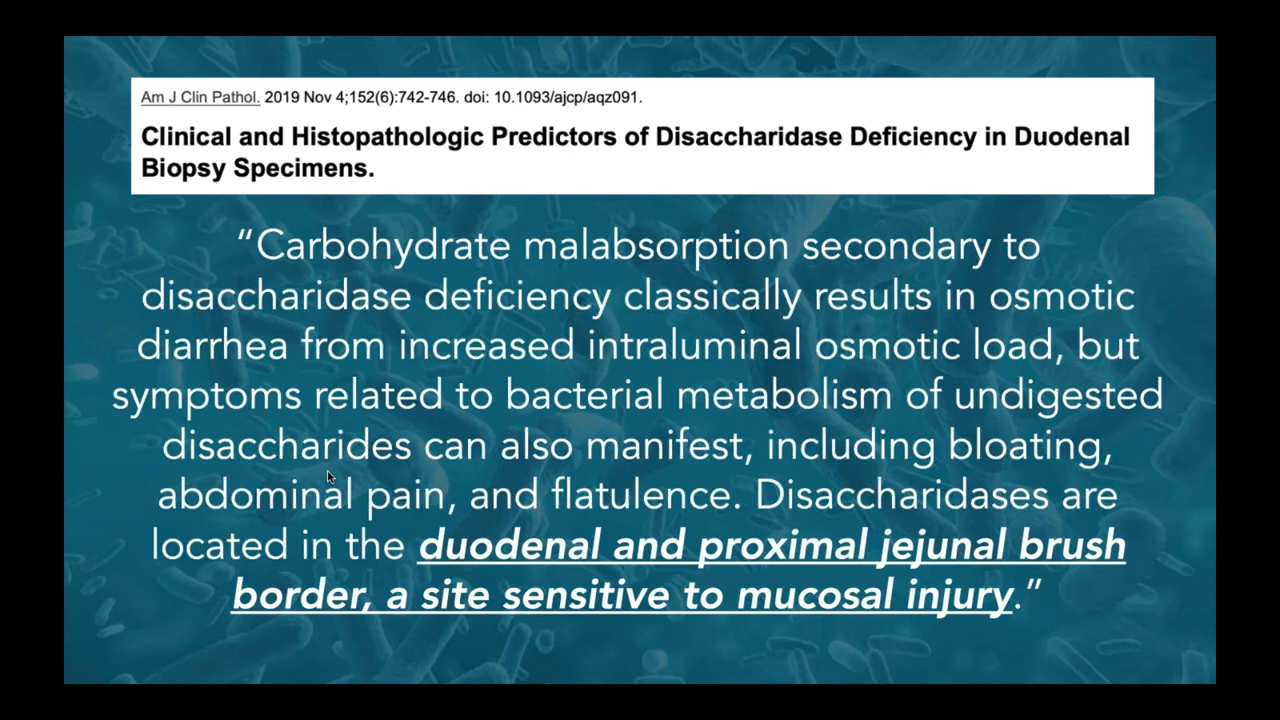 Am J Clin Pathol. 2019 Nov 4;152(6):742-746. doi: 10.1093/ajcp/aqz091.
Clinical and Histopathologic Predictors of Disaccharidase Deficiency in Duodenal
Biopsy Specimens.
“Carbohydrate malabsorption secondary to
disaccharidase deficiency classically results in osmotic
diarrhea from increased intraluminal osmotic load, but
symptoms related to bacterial metabolism of undigested
disaccharides can also manifest, including bloating,
abdominal pain, and flatulence. Disaccharidases are
located in the duodenal and proximal jejunal brush
border, a site sensitive to mucosal injury.”